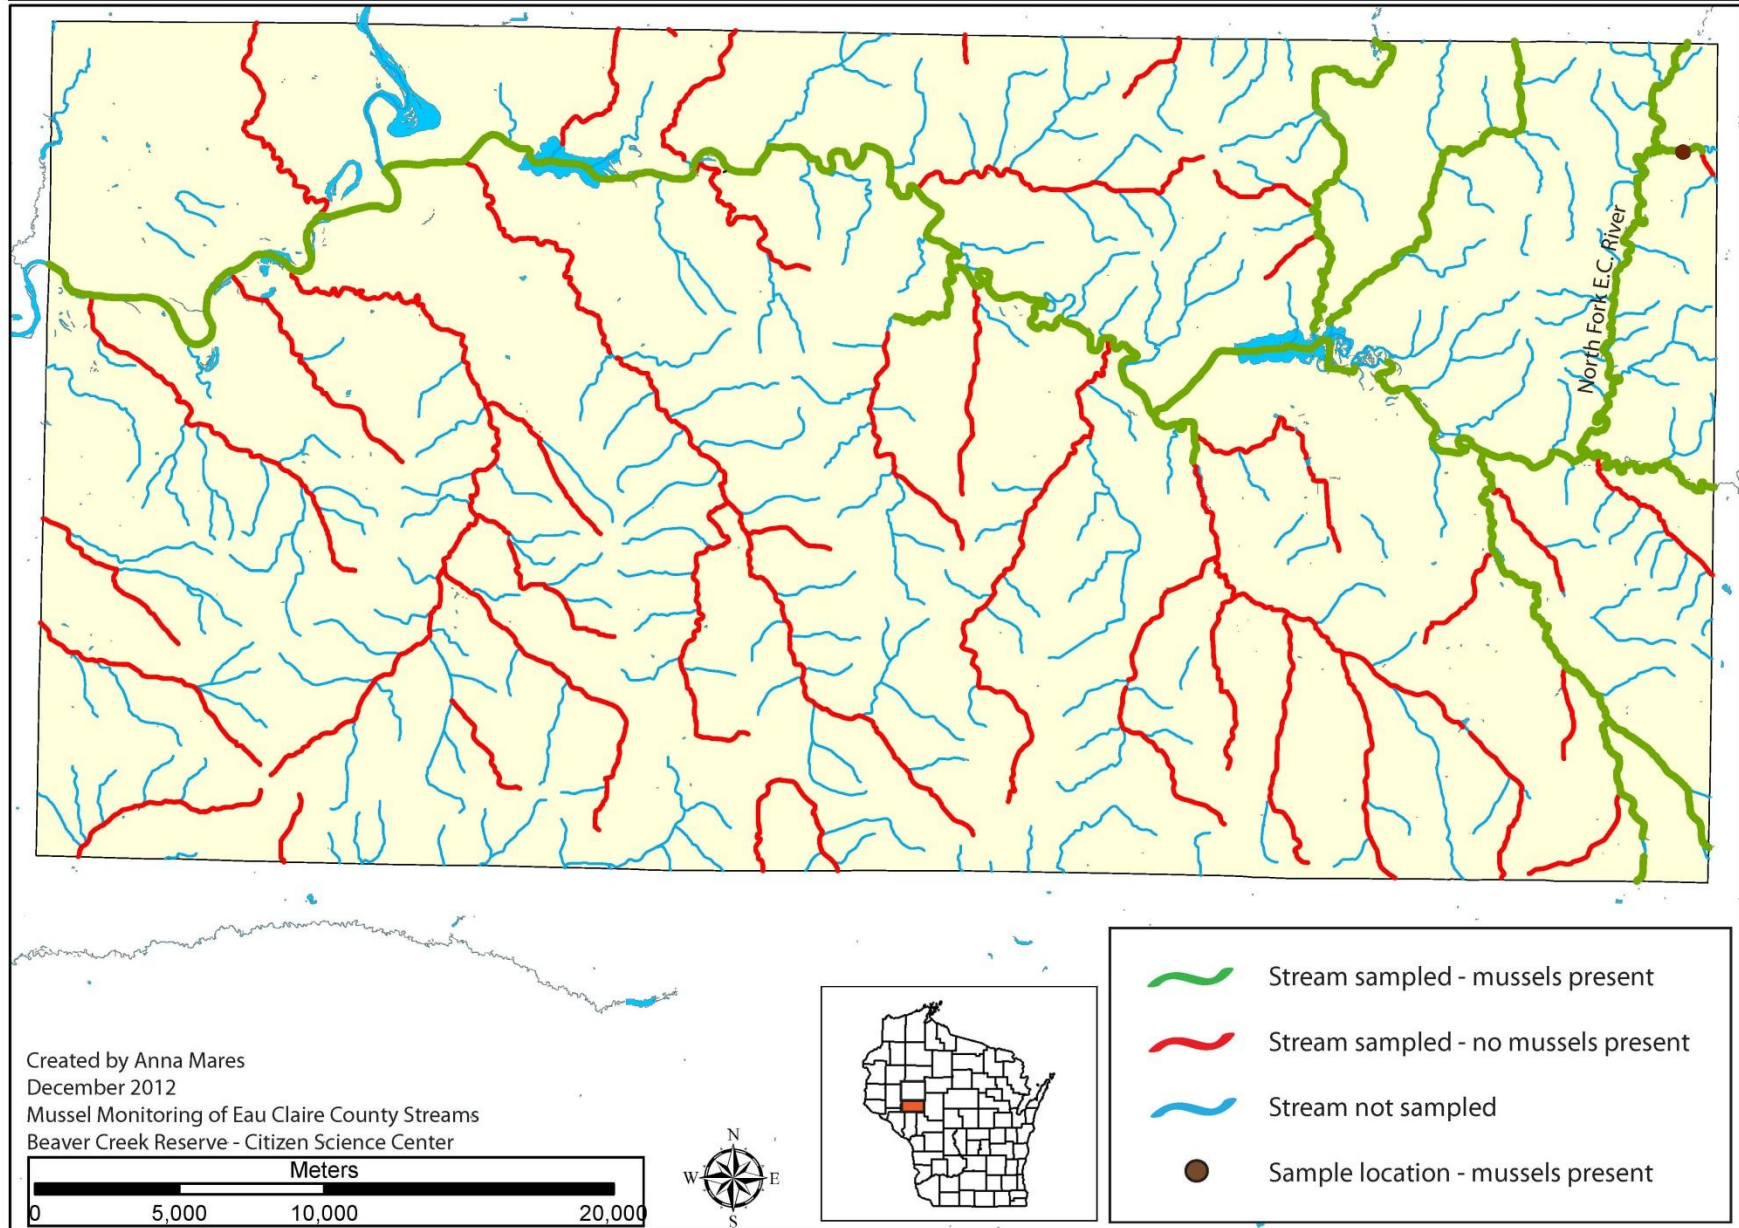 North Fork E.C. River
Stream sampled - mussels present
Stream sampled - no mussels present
Stream not sampled
Sample location - mussels present
Created by Anna Mares
December 2012
Mussel Monitoring of Eau Claire County Streams
Beaver Creek Reserve - Citizen Science Center
Meters
0 5,000 10,000 20,000
N
W E
S